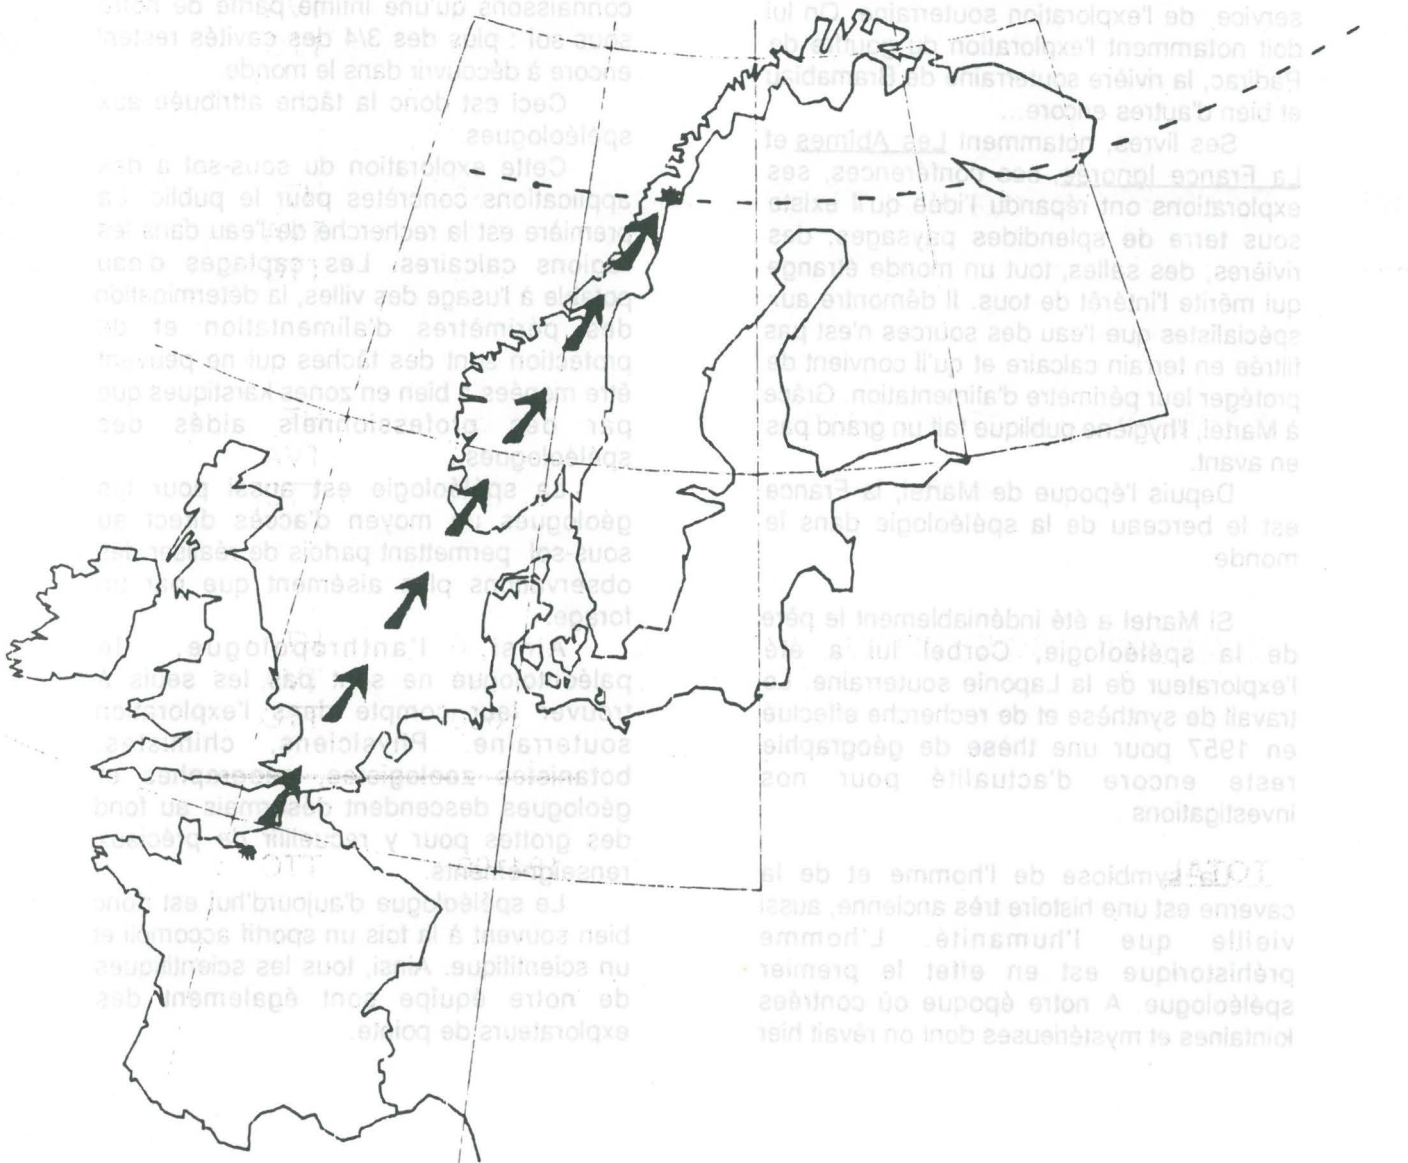 service, de l'exploration souterraine. On lui
doit notamment l'exploration du gouffre de
Padirac, la rivière souterraine de Bramabiau
et bien d'autres encore...
Ses livres, notamment Les Abîmes et
La France Ignorée, ses conférences, ses
explorations ont répandu l'idée qu'il existe
sous terre de splendides paysages, des
rivières, des salles, tout un monde étrange
qui mérite l'intérêt de tous. Il démontre aux
spécialistes que l'eau des sources n'est pas
filtrée en terrain calcaire et qu'il convient de
protéger leur périmètre d'alimentation. Grâce
à Martel, l'hygiène publique fait un grand pas
en avant.
Depuis l'époque de Martel, la France
est le berceau de la spéléologie dans le
monde
Si Martel a été indéniablement le père
de la spéléologie, Corbel lui a été
l'explorateur de la Laponie souterraine. Le
travail de synthèse et de recherche effectué
en 1957 pour une thèse de géographie
reste encore d'actualité pour nos
investigations
TOTAL
La symbiose de l'homme et de la
caverne est une histoire très ancienne, aussi
vieille que l'humanité. L'homme
préhistorique est en effet le premier
spéléologue. A notre époque où contrées
lointaines et mystérieuses dont on rêvait hier
connaissons qu'une infime partie de notre
sous sol : plus des 3/4 des cavités restent
encore à découvrir dans le monde.
Ceci est donc la tâche attribuée aux
spéléologues
Cette exploration du sous-sol a des
applications concrètes pour le public. La
première est la recherche de l'eau dans les
régions calcaires. Les captages d'eau
potable à l'usage des villes, la détermination
des périmètres d'alimentation et de
protection sont des tâches qui ne peuvent
être menées à bien en zones karstiques que
par des professionnels aidés des
spéléologues
TVA
La spéléologie est aussi pour les
géologues un moyen d'accès direct au
sous-sol permettant parfois de réaliser des
observations plus aisément que par un
forage.
Ainsi, l'anthropologue, le
paléontologue ne sont pas les seuls à
trouver leur compte dans l'exploration
souterraine. Physiciens, chimistes,
botanistes zoologistes, géographes et
géologues descendent désormais au fond
des grottes pour y recueillir de précieux
renseignements.
TTC
Le spéléologue d'aujourd'hui est donc
bien souvent à la fois un sportif accompli et
un scientifique. Ainsi, tous les scientifiques
de notre équipe sont également des
explorateurs de pointe.